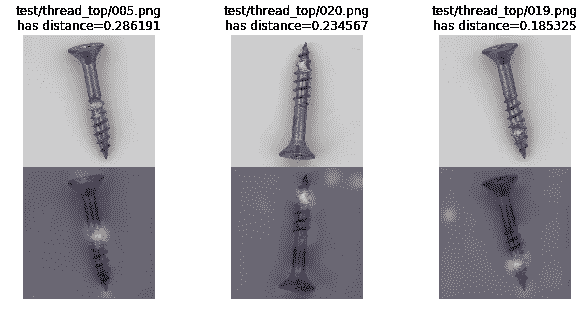 test/thread_top/005.png
has distance=0.286191
test/thread_top/020.png
has distance=0.234567
test/thread_top/019.png
has distance=0.185325